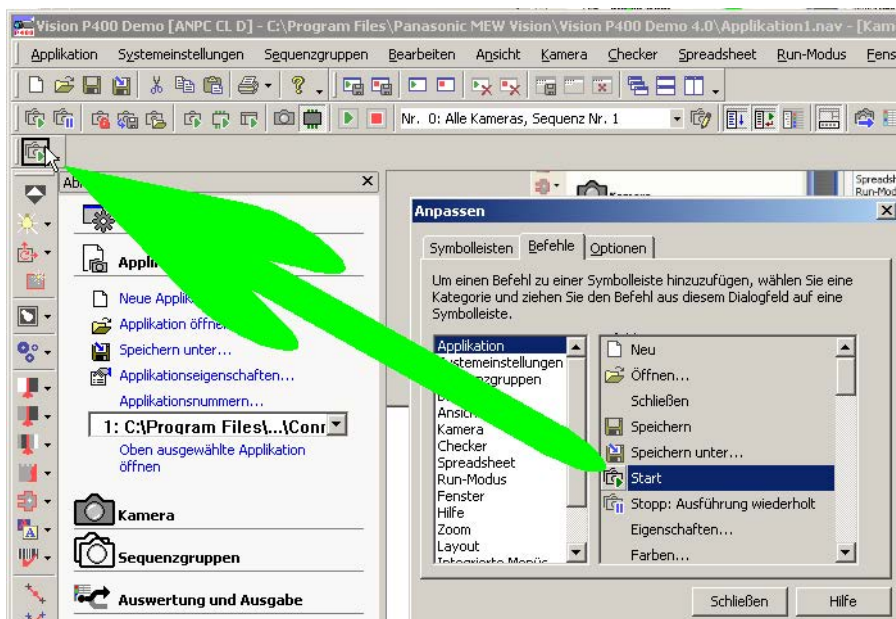 Vision P400 Demo [ANPC CL D] - C:\Program Files\Panasonic MEW Vision\Vision P400 Demo 4.0\Applikation1.nav - [Kam
Applikation Systemeinstellungen Sequenzgruppen Bearbeiten Ansicht Kamera Checker Spreadsheet Run-Modus Fens
Nr. 0: Alle Kameras, Sequenz Nr. 1
Spreadsh
Run-Mod
Anpassen
Symbolleisten Befehle Optionen
Um einen Befehl zu einer Symbolleiste hinzuzufügen, wählen Sie eine
Kategorie und ziehen Sie den Befehl aus diesem Dialogfeld auf eine
Symbolleiste.
Applikation
Kamera
Checker
Spreadsheet
Run-Modus
Fenster
Hilfe
Zoom
Layout
Integrierte Menüs
Neu
Öffnen...
Schließen
Speichern
Speichern unter...
Start
Stopp: Ausführung wiederholt
Eigenschaften...
Farben...
Schließen Hilfe
Neue
Applikation öffne
Speichern unter...
Applikationseigenschaften...
Applikationsnummern...
1: C:\Program Files\...\Conr
Oben ausgewählte Applikation
öffnen
Kamera
Sequenzgruppen
Auswertung und Ausgabe